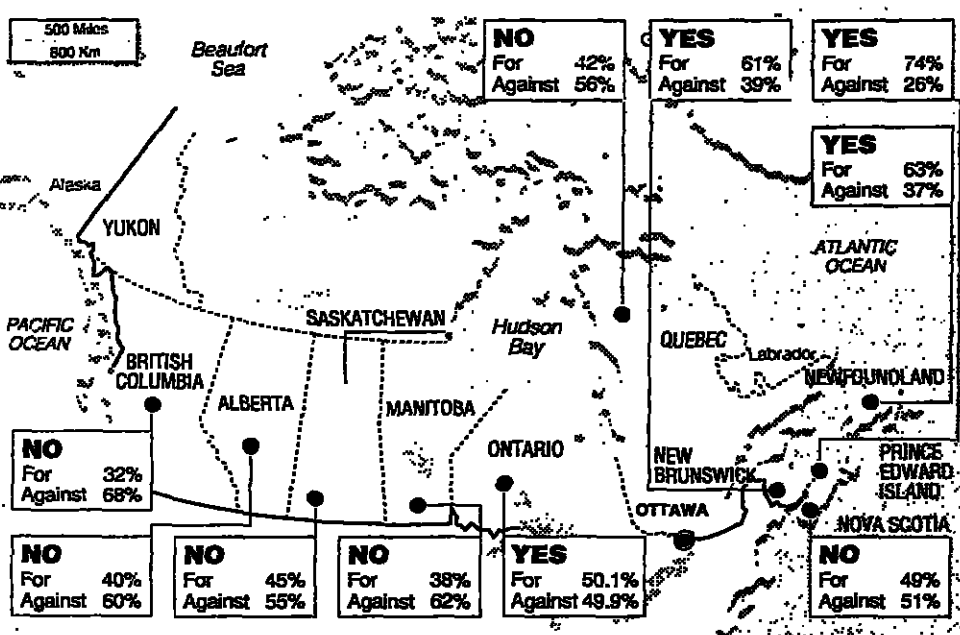 500 Miles
800 Km
Beaufort
Sea
NO
For 42%
Against 56%
YES
For 61%
Against 39%
YES
For 74%
Against 26%
YES
For 63%
Against 37%
Alaska
YUKON
ATLANTIC
OCEAN
PACIFIC
OCEAN
SASKATCHEWAN
Hudson
Bay
QUEBEC
Labrador
NEWFOUNDLAND
BRITISH
COLUMBIA
ALBERTA
MANITOBA
ONTARIO
NEW
BRUNSWICK
PRINCE
EDWARD
ISLAND
OTTAWA
NOVA SCOTIA
NO
For 32%
Against 68%
NO
For 40%
Against 60%
NO
For 45%
Against 55%
NO
For 38%
Against 62%
YES
For 50.1%
Against 49.9%
NO
For 49%
Against 51%